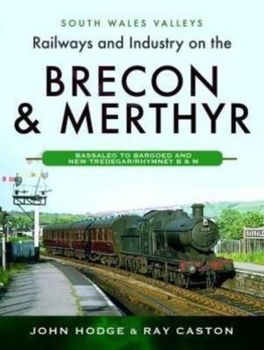 SOUTH WALES VALLEYS
Railways and Industry on the
BRECON
& MERTHYR
BASSALEG TO BARGOED AND
NEW TREDEGAR/RHYMNEY B & M
JOHN HODGE & RAY CASTON